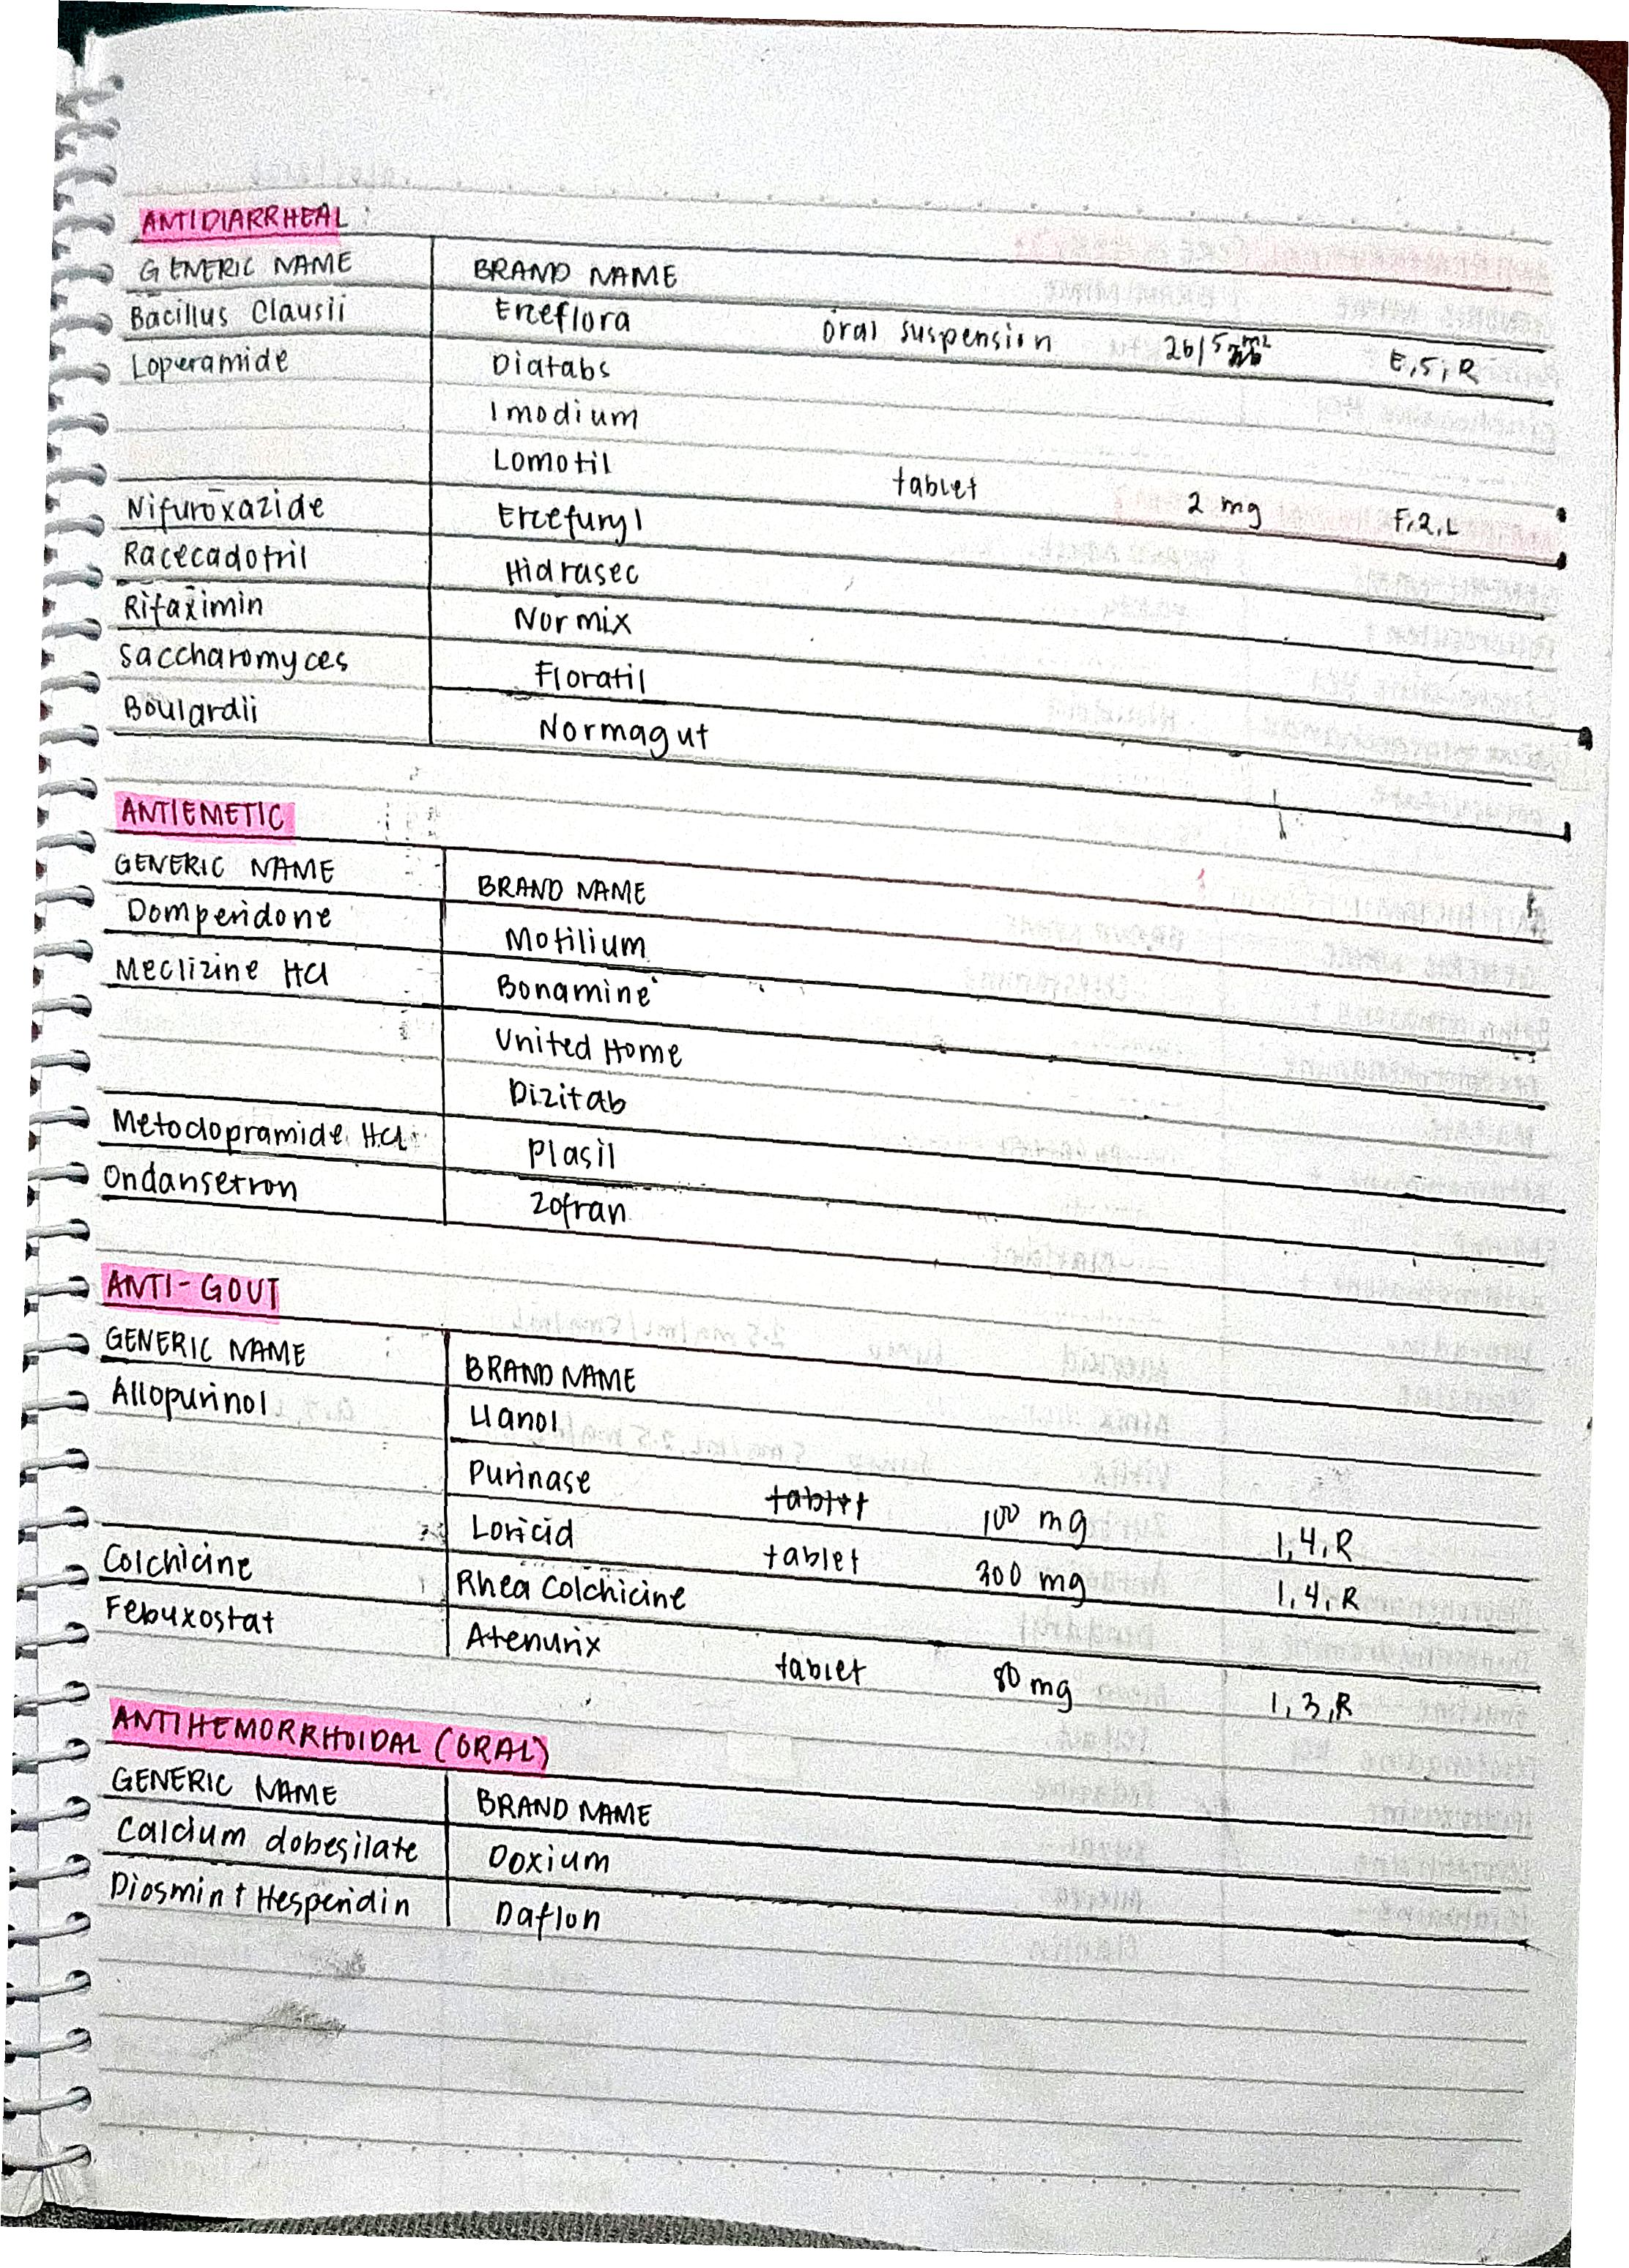 ANTIDIARRHEAL:
GENERIC NAME BRAND NAME
Bacillus Clausii Erceflora oral suspension 2b/5 mL E,5,R
Loperamide Diatabs
Imodium
Lomotil tablet 2 mg F,2,L
Nifuroxazide Ercefuryl
Racecadotril Hidrasec
Rifaximin Normix
Saccharomyces Floratil
Boulardii Normagut
ANTIEMETIC
GENERIC NAME BRAND NAME
Domperidone Motilium
Meclizine HCl Bonamine
United Home
Dizitab
Metoclopramide HCl Plasil
Ondansetron Zofran
ANTI-GOUT
GENERIC NAME BRAND NAME
Allopurinol Llanol
Purinase tablet 100 mg 1,4,R
Loricid tablet 300 mg 1,4,R
Colchicine Rhea Colchicine
Febuxostat Atenurix tablet 80 mg 1,3,R
ANTIHEMORRHOIDAL (ORAL)
GENERIC NAME BRAND NAME
Calcium dobesilate Doxium
Diosmin + Hesperidin Daflon